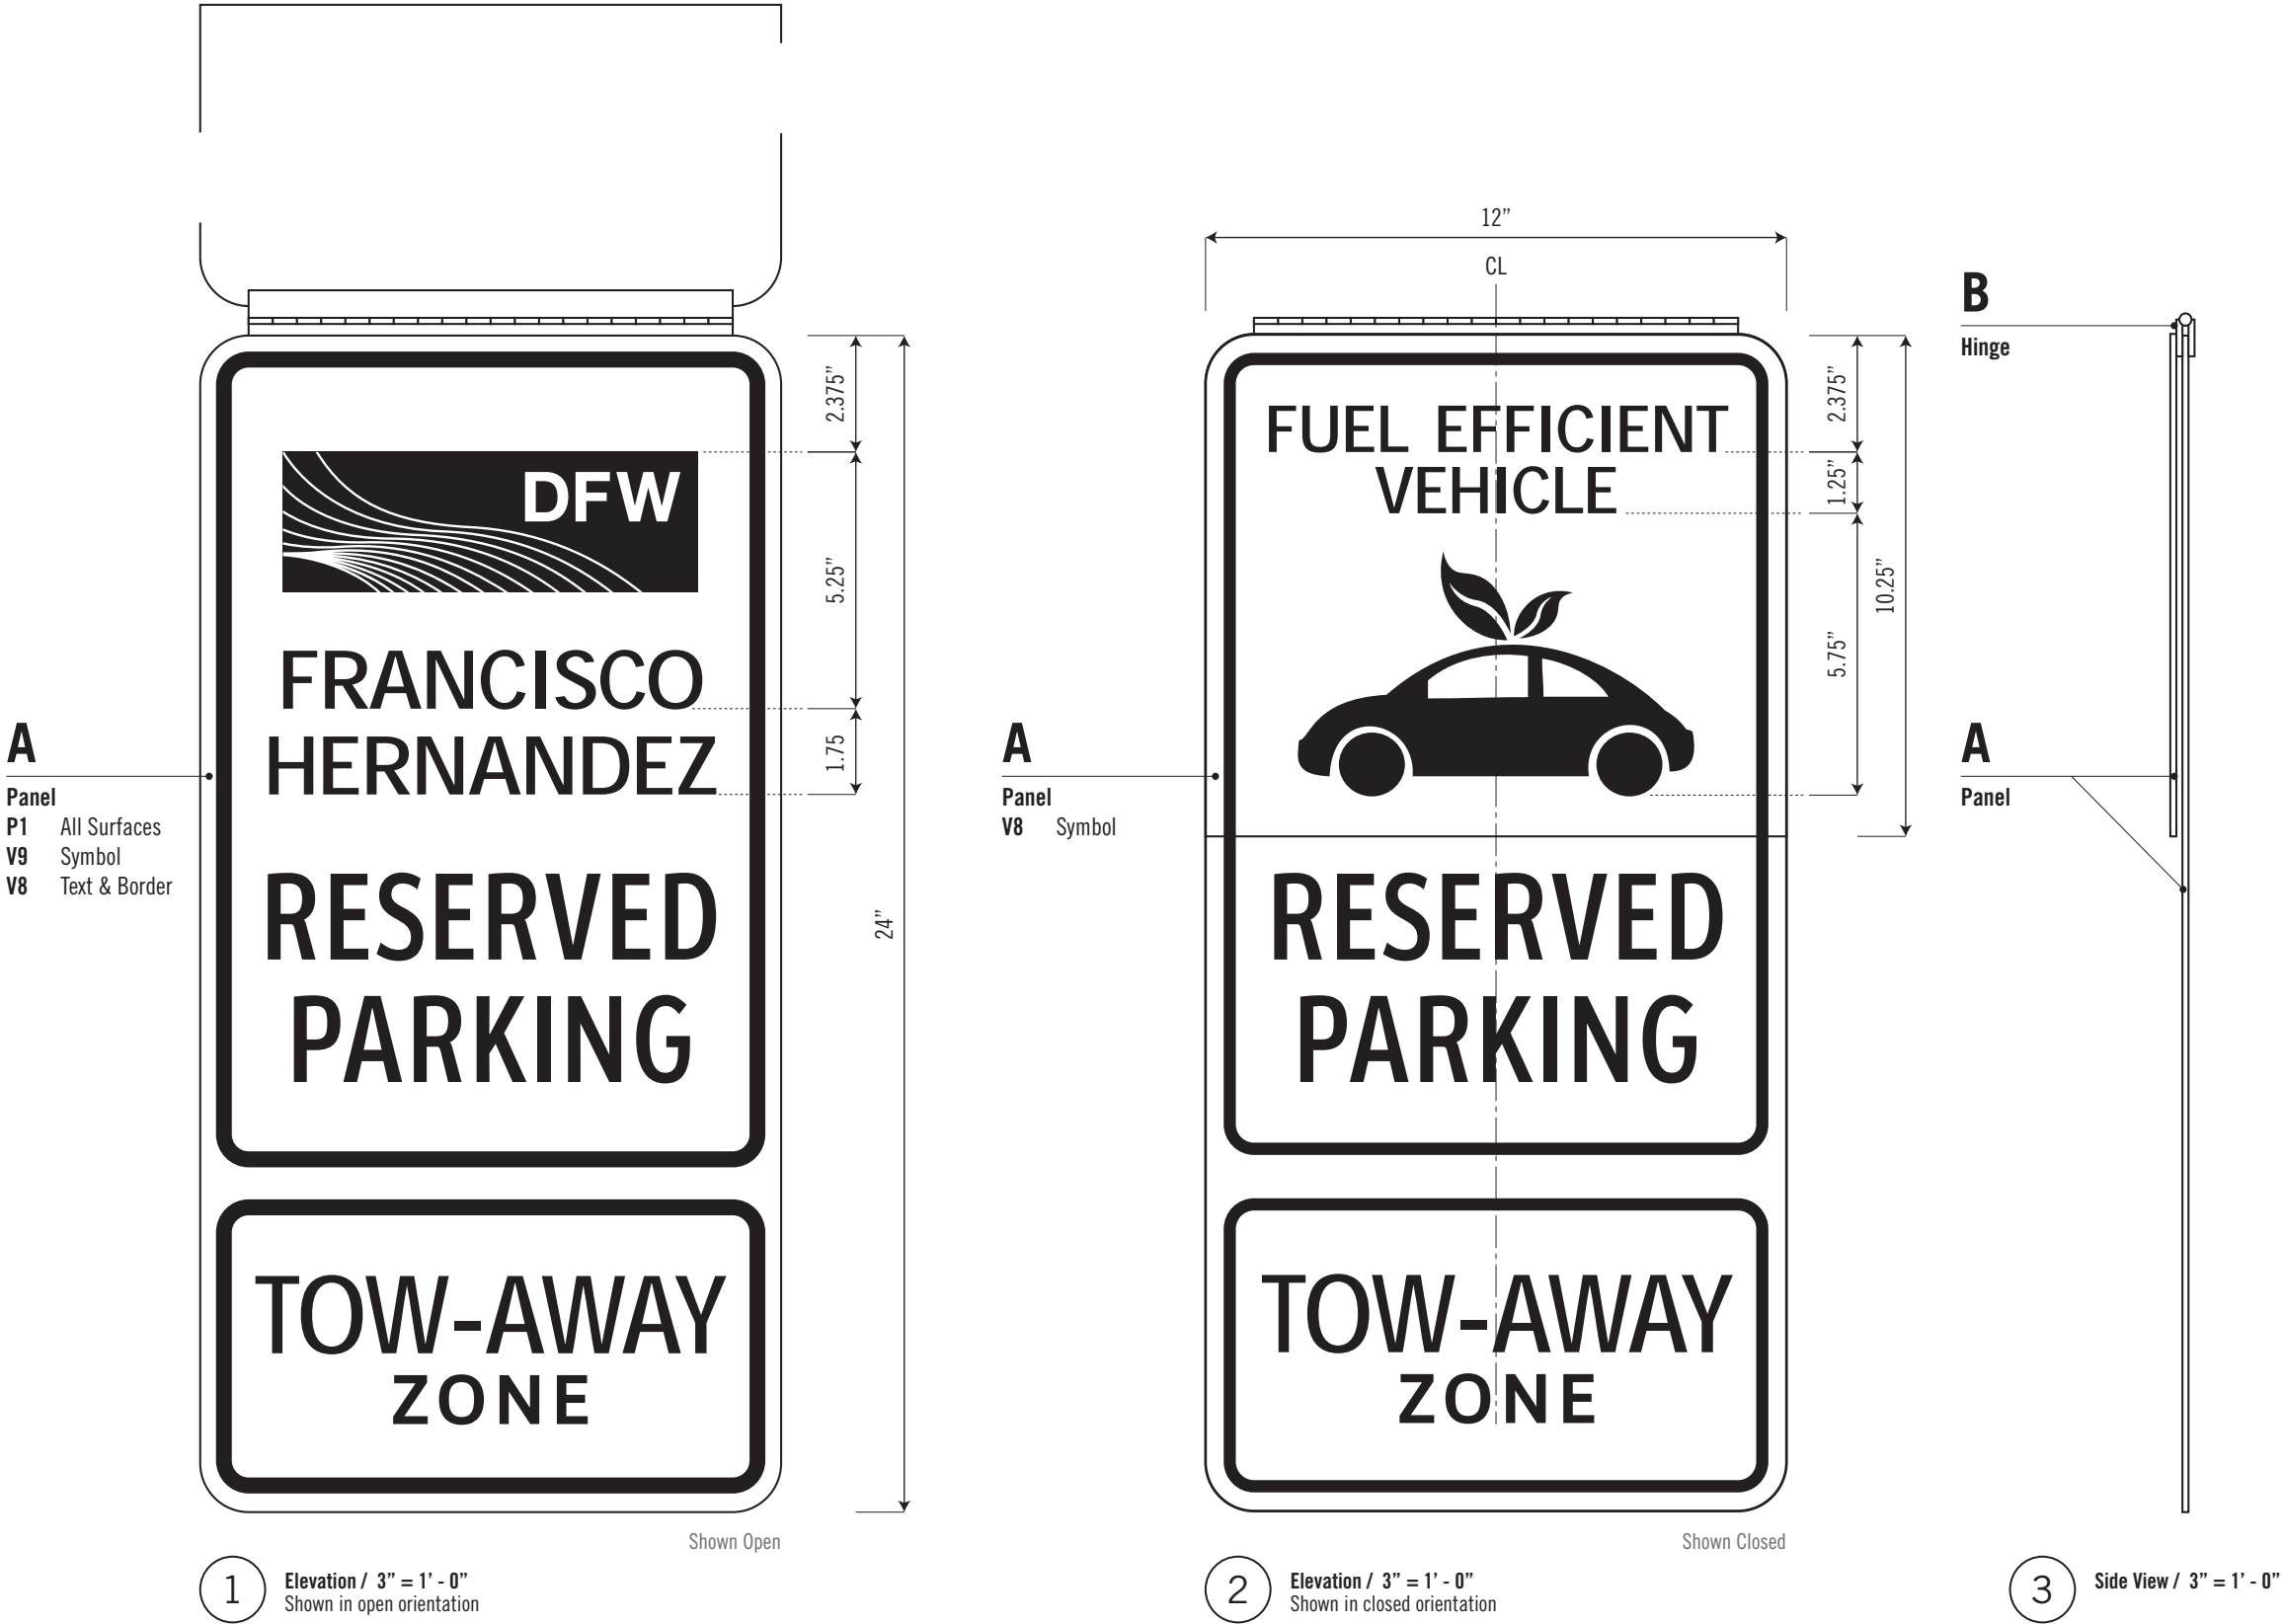 2.375”
5.25”
1.75
24”
DFW
FRANCISCO
HERNANDEZ
RESERVED
PARKING
TOW-AWAY
ZONE
A
Panel
P1 All Surfaces
V9 Symbol
V8 Text & Border
Shown Open
1
Elevation / 3” = 1’ - 0”
Shown in open orientation
12”
CL
2.375”
1.25”
5.75”
10.25”
FUEL EFFICIENT
VEHICLE
RESERVED
PARKING
TOW-AWAY
ZONE
A
Panel
V8 Symbol
Shown Closed
2
Elevation / 3” = 1’ - 0”
Shown in closed orientation
B
Hinge
A
Panel
3
Side View / 3” = 1’ - 0”